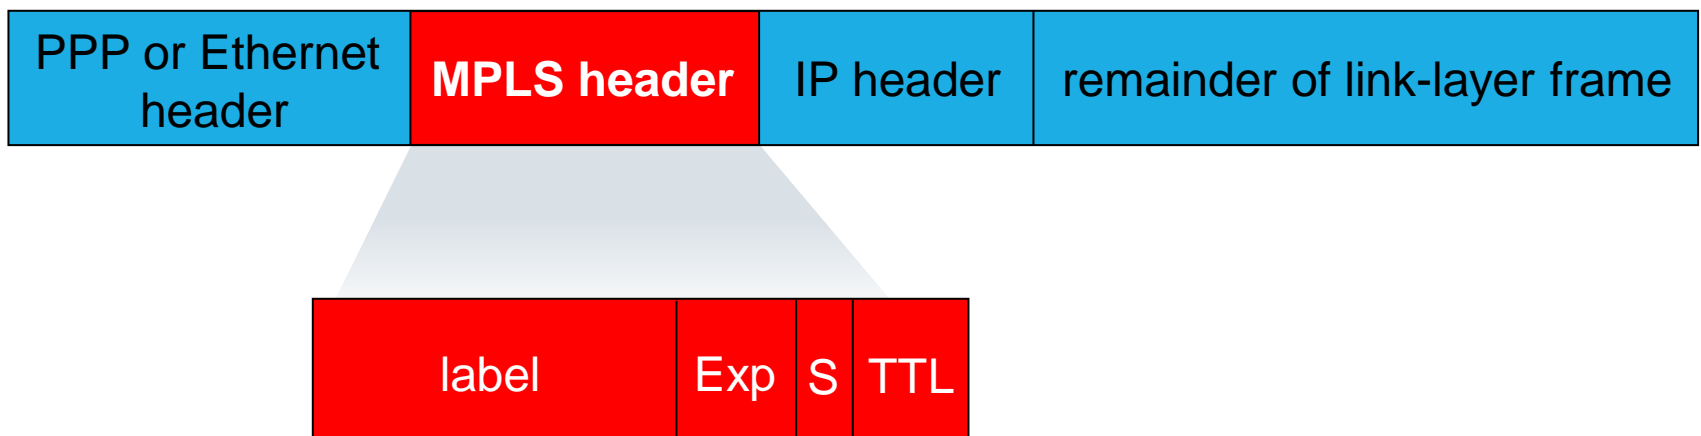 PPP or Ethernet
header
MPLS header
IP header
remainder of link-layer frame
label
Exp
S
TTL